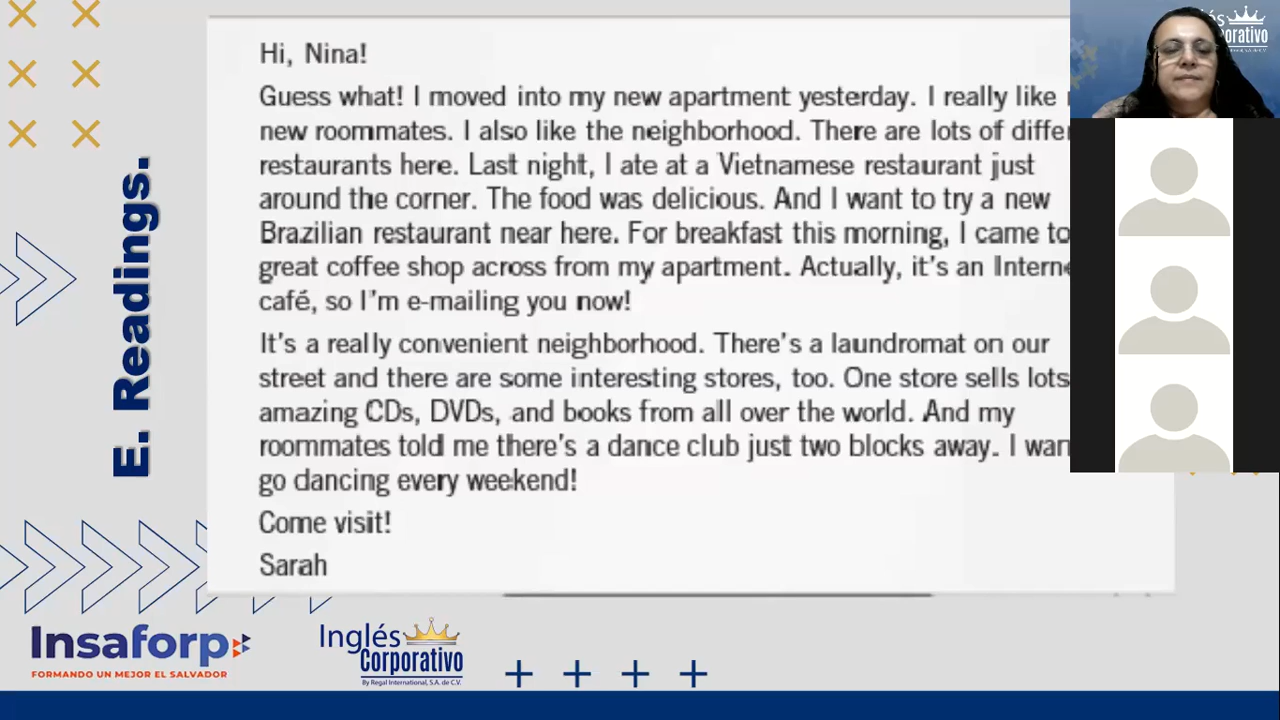 Hi, Nina!
Guess what! I moved into my new apartment yesterday. I really like
new roommates. I also like the neighborhood. There are lots of
restaurants here. Last night, I ate at a Vietnamese restaurant just
around the corner. The food was delicious. And I want to try a new
Brazilian restaurant near here. For breakfast this morning, I came to
great coffee shop across from my apartment. Actually, it's an
café, so I'm e-mailing you now!
It's a really convenient neighborhood. There's a laundromat on our
street and there are some interesting stores, too. One store sells lots
amazing CDs, DVDs, and books from all over the world. And my
roommates told me there's a dance club just two blocks away. I
go dancing every weekend!
Come visit!
Sarah
E. Readings.
Insaforp
FORMANDO UN MEJOR EL SALVADOR
Inglés
Corporativo
By Regal International, S.A. de C.V.